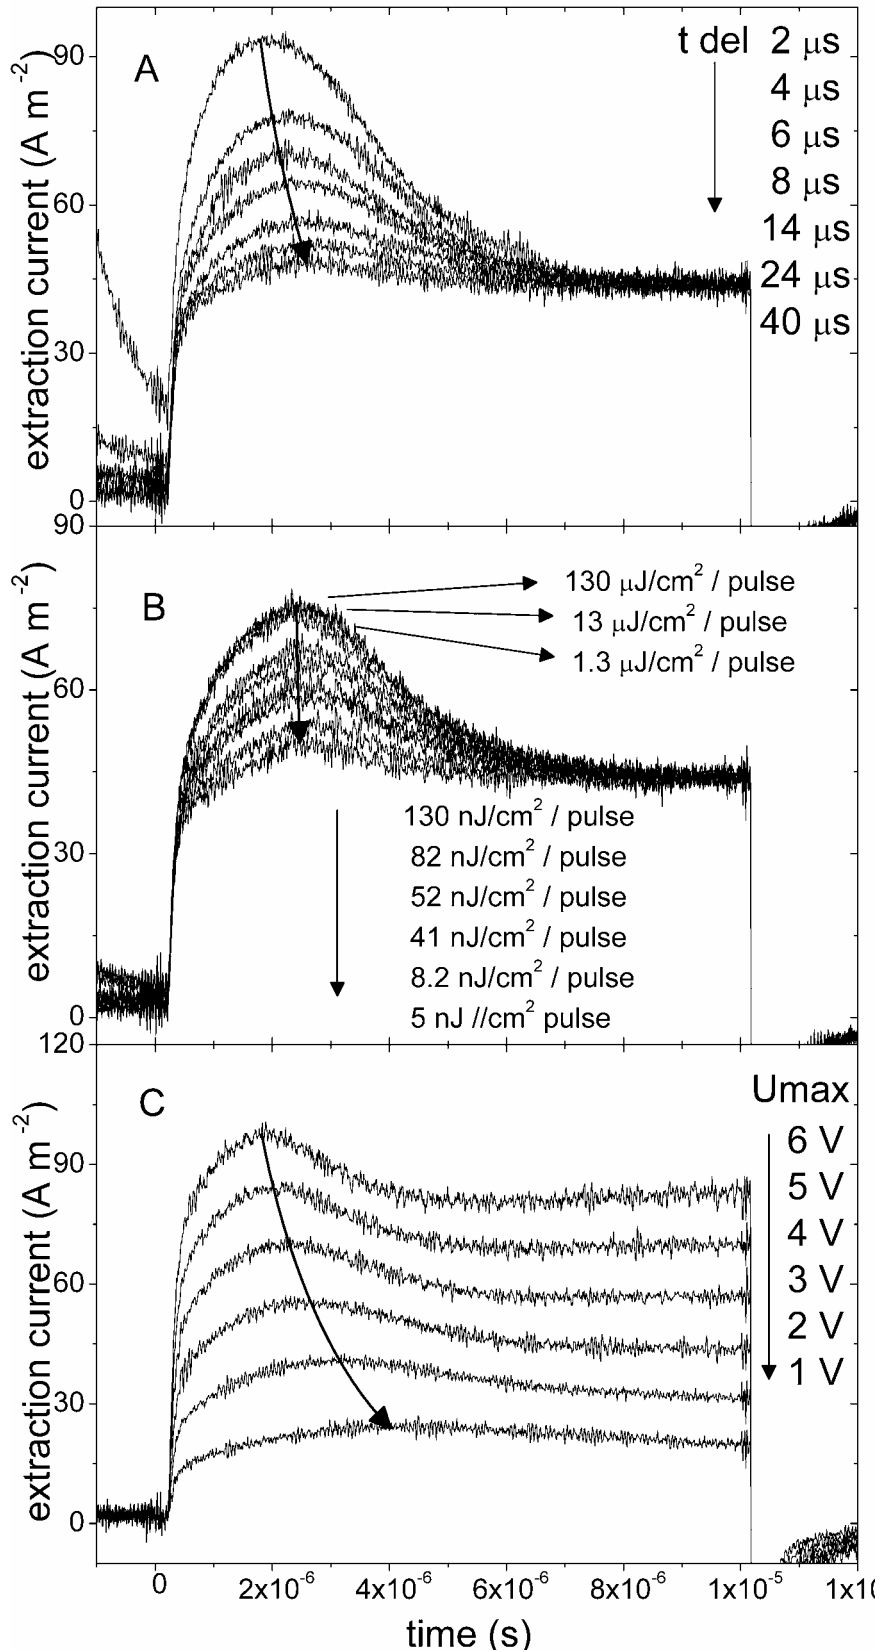 extraction current (A m⁻²)
90
60
30
0
A
t del
2 μs
4 μs
6 μs
8 μs
14 μs
24 μs
40 μs
extraction current (A m⁻²)
90
60
30
0
B
130 μJ/cm² / pulse
13 μJ/cm² / pulse
1.3 μJ/cm² / pulse
130 nJ/cm² / pulse
82 nJ/cm² / pulse
52 nJ/cm² / pulse
41 nJ/cm² / pulse
8.2 nJ/cm² / pulse
5 nJ //cm² pulse
extraction current (A m⁻²)
120
90
60
30
0
C
Umax
6 V
5 V
4 V
3 V
2 V
1 V
0 2x10⁻⁶ 4x10⁻⁶ 6x10⁻⁶ 8x10⁻⁶ 1x10⁻⁵ 1x10
time (s)